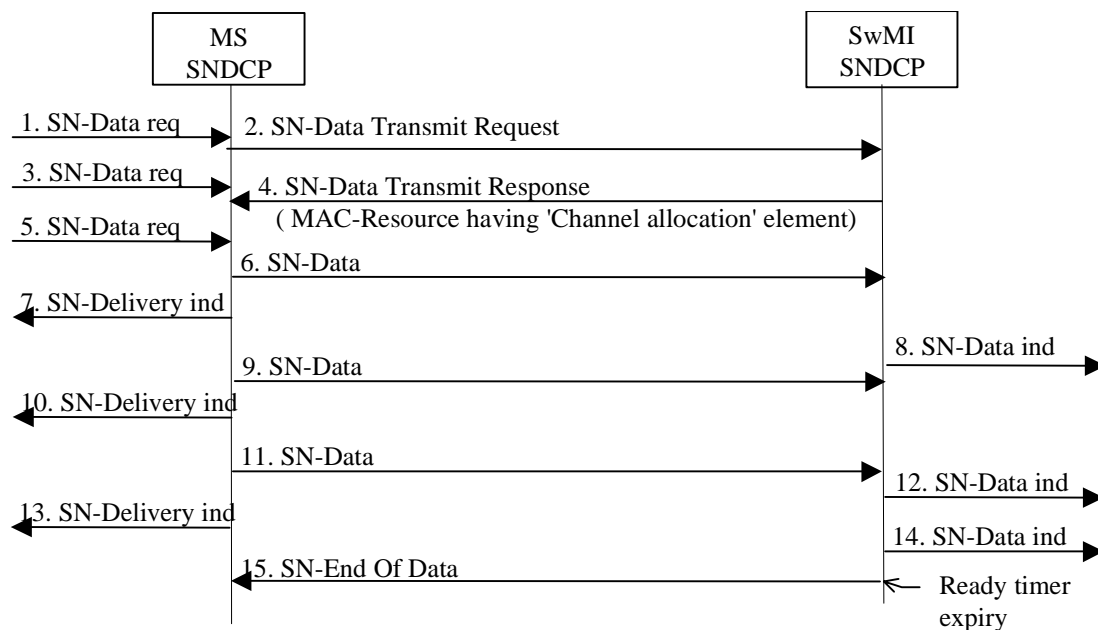 MS
SNDCP
SwMI
SNDCP
1. SN-Data req
2. SN-Data Transmit Request
3. SN-Data req
4. SN-Data Transmit Response
( MAC-Resource having 'Channel allocation' element)
5. SN-Data req
6. SN-Data
7. SN-Delivery ind
8. SN-Data ind
9. SN-Data
10. SN-Delivery ind
11. SN-Data
12. SN-Data ind
13. SN-Delivery ind
14. SN-Data ind
15. SN-End Of Data
Ready timer
expiry